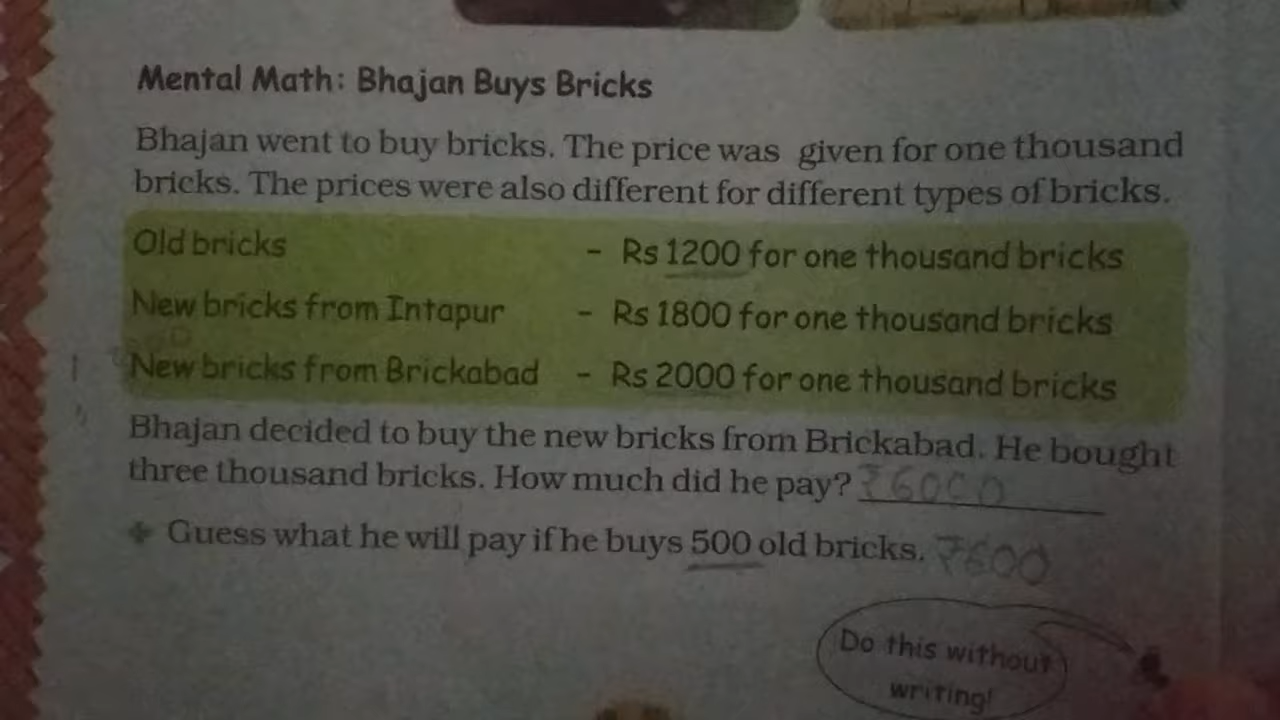 Mental Math: Bhajan Buys Bricks
Bhajan went to buy bricks. The price was given for one thousand
bricks. The prices were also different for different types of bricks.
Old bricks - Rs 1200 for one thousand bricks
New bricks from Intapur - Rs 1800 for one thousand bricks
New bricks from Brickabad - Rs 2000 for one thousand bricks
Bhajan decided to buy the new bricks from Brickabad. He bought
three thousand bricks. How much did he pay? ₹6000
Guess what he will pay if he buys 500 old bricks. ₹600
Do this without
writing!